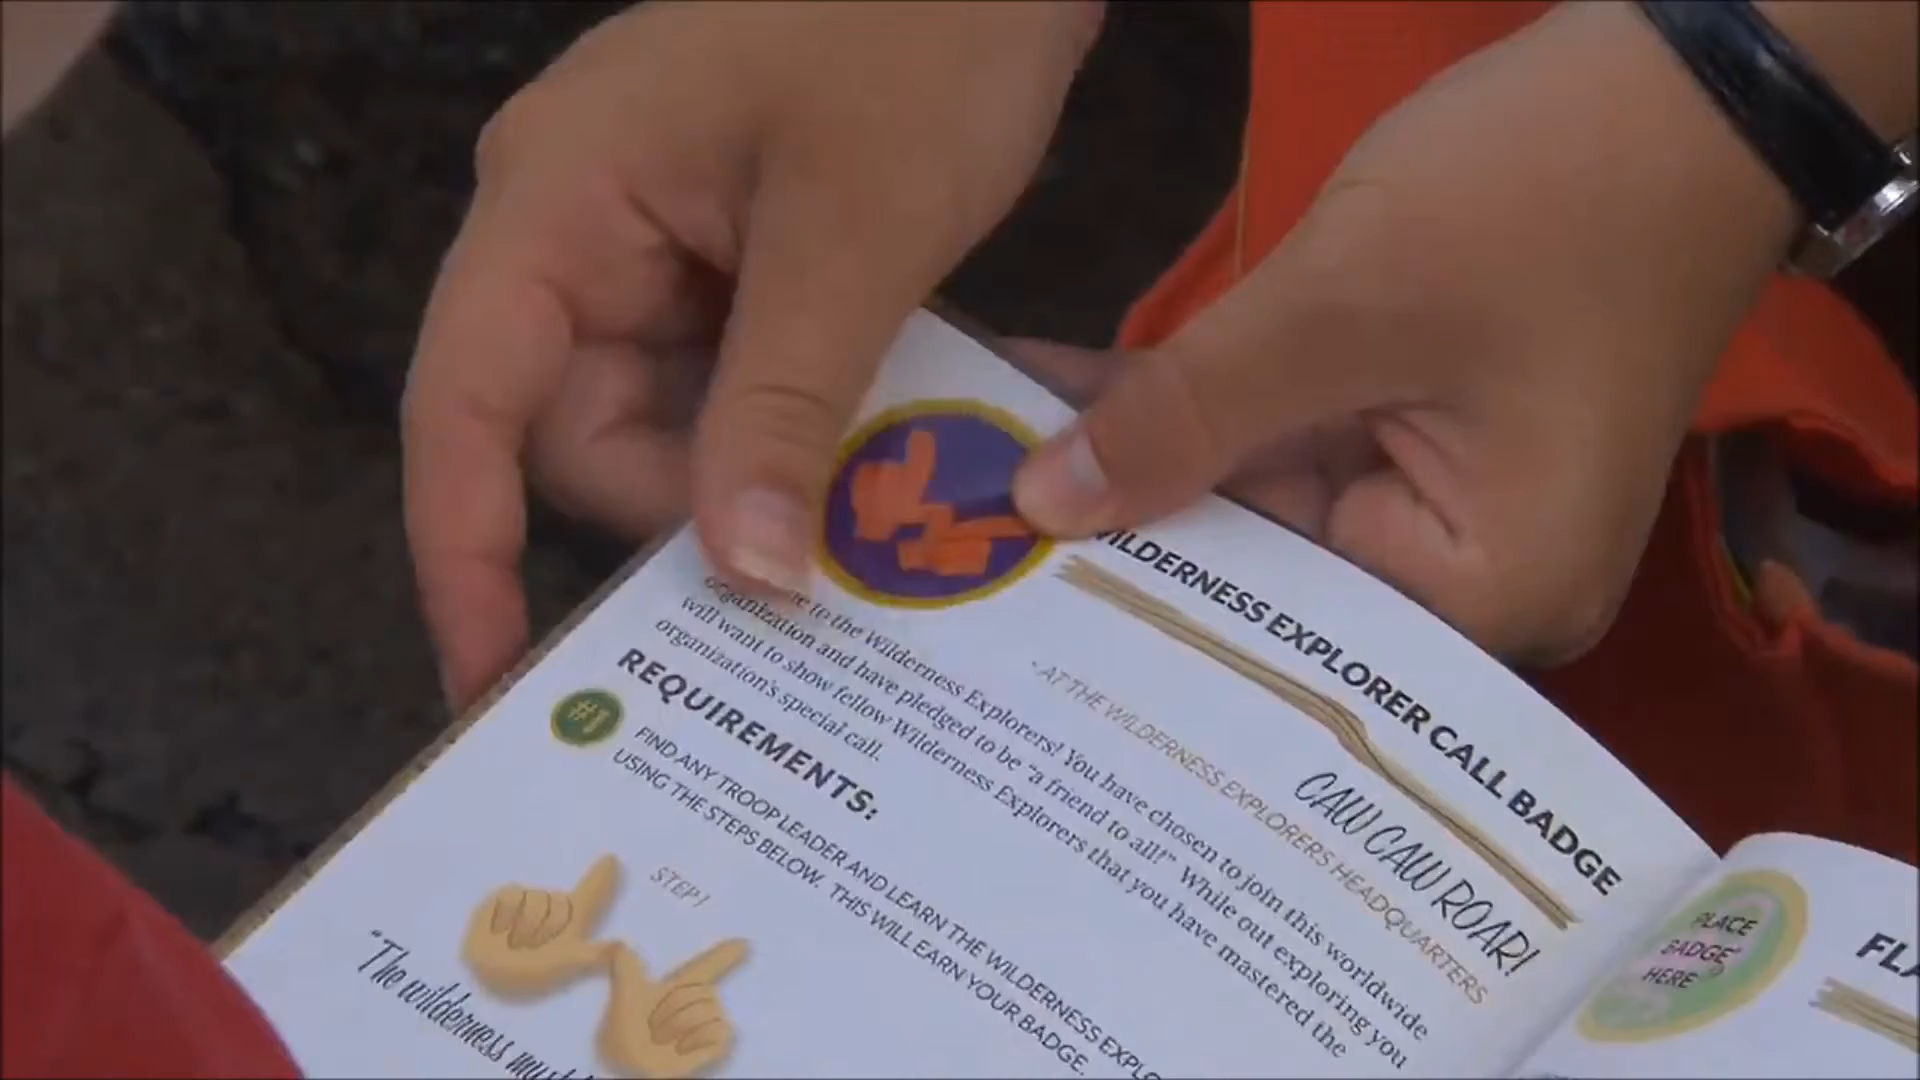 WILDERNESS EXPLORER CALL BADGE
CAW CAW ROAR!
- AT THE WILDERNESS EXPLORERS HEADQUARTERS
to the Wilderness Explorers! You have chosen to join this worldwide
organization and have pledged to be "a friend to all!" While out exploring you
will want to show fellow Wilderness Explorers that you have mastered the
organization's special call.
REQUIREMENTS:
#1
FIND ANY TROOP LEADER AND LEARN THE WILDERNESS EXPLO
USING THE STEPS BELOW. THIS WILL EARN YOUR BADGE.
STEP 1
"The wilderness must
PLACE
BADGE
HERE
FLA